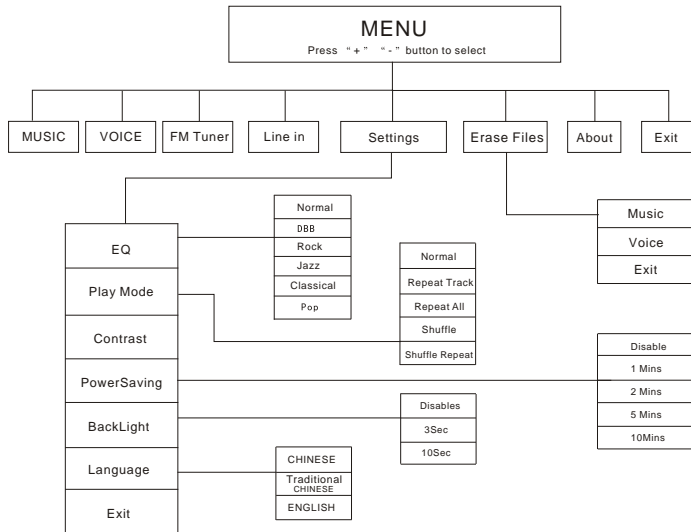 MENU
Press “+” “-” button to select
MUSIC
VOICE
FM Tuner
Line in
Settings
Erase Files
About
Exit
EQ
Play Mode
Contrast
PowerSaving
BackLight
Language
Exit
Normal
DBB
Rock
Jazz
Classical
Pop
Normal
Repeat Track
Repeat All
Shuffle
Shuffle Repeat
Music
Voice
Exit
Disable
1 Mins
2 Mins
5 Mins
10Mins
Disables
3Sec
10Sec
CHINESE
Traditional
CHINESE
ENGLISH